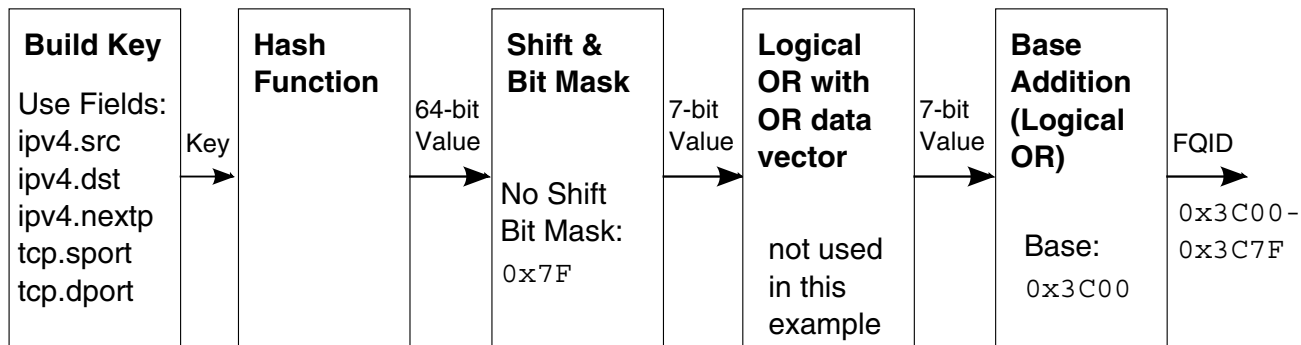 Build Key
Use Fields:
ipv4.src
ipv4.dst
ipv4.nextp
tcp.sport
tcp.dport
Key
Hash
Function
64-bit
Value
Shift &
Bit Mask
No Shift
Bit Mask:
0x7F
7-bit
Value
Logical
OR with
OR data
vector
not used
in this
example
7-bit
Value
Base
Addition
(Logical
OR)
Base:
0x3C00
FQID
0x3C00-
0x3C7F